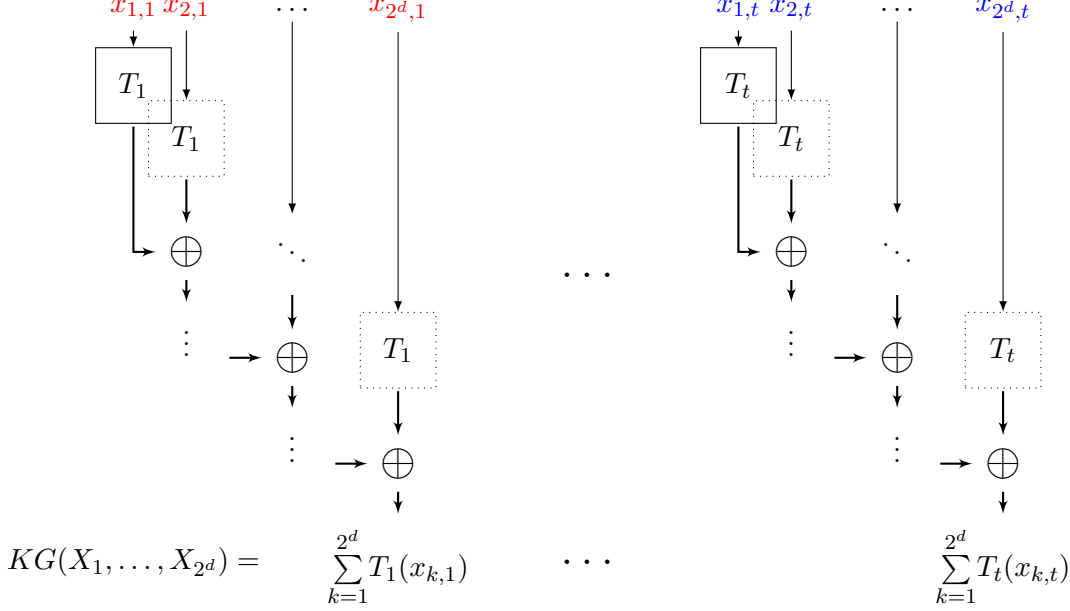 x_{1,1} x_{2,1} ⋯ x_{2^d,1} x_{1,t} x_{2,t} ⋯ x_{2^d,t}
T_1 T_t
T_1 T_t
⊕ ⋱ ⋯ ⊕ ⋱
⋮ ⊕ T_1 ⋮ ⊕ T_t
⋮ ⊕ ⋮ ⊕
KG(X_1, …, X_{2^d}) = \sum_{k=1}^{2^d} T_1(x_{k,1}) ⋯ \sum_{k=1}^{2^d} T_t(x_{k,t})